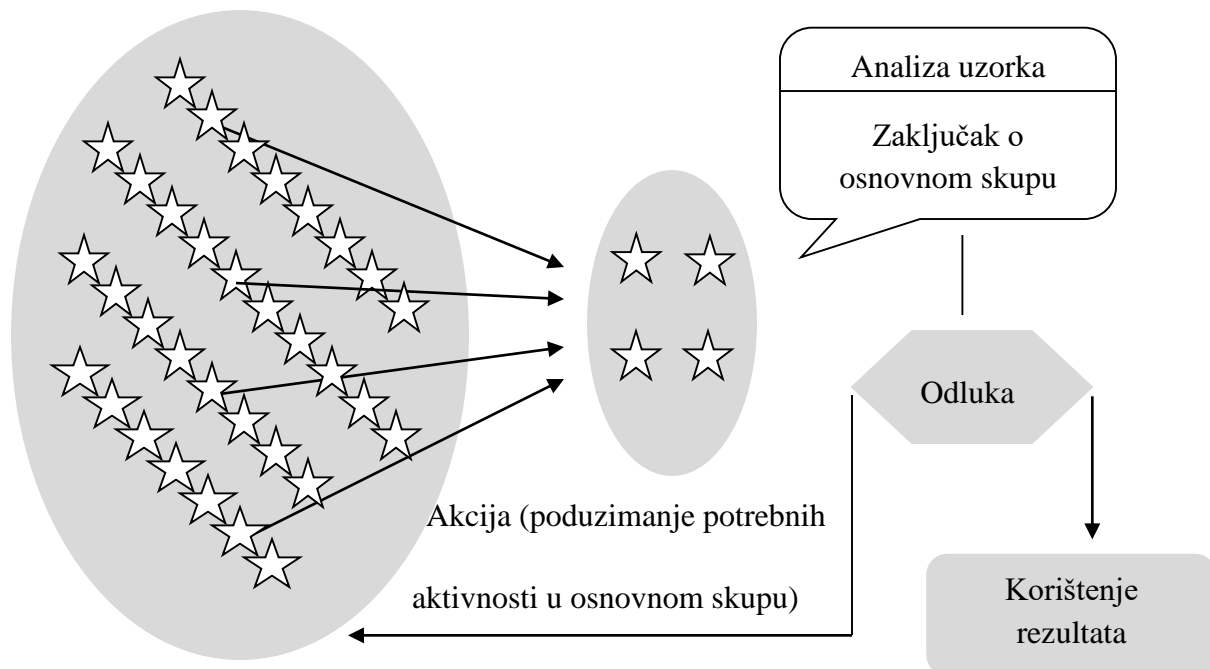 Analiza uzorka
Zaključak o
osnovnom skupu
Odluka
Akcija (poduzimanje potrebnih
aktivnosti u osnovnom skupu)
Korištenje
rezultata